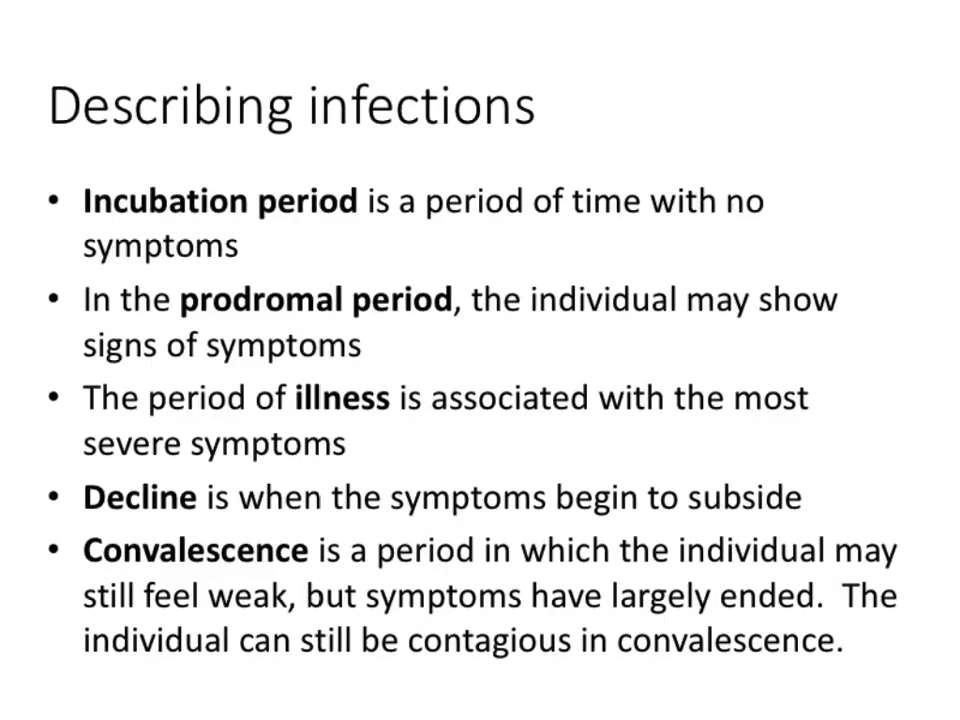 Describing infections
• Incubation period is a period of time with no
symptoms
• In the prodromal period, the individual may show
signs of symptoms
• The period of illness is associated with the most
severe symptoms
• Decline is when the symptoms begin to subside
• Convalescence is a period in which the individual may
still feel weak, but symptoms have largely ended.  The
individual can still be contagious in convalescence.